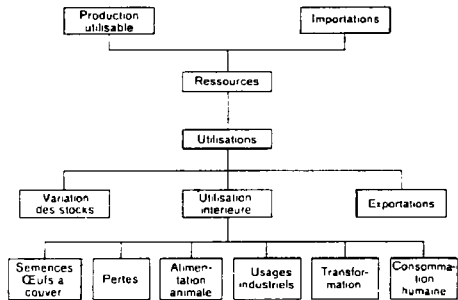 Production
utilisable
Importations
Ressources
Utilisations
Variation
des stocks
Utilisation
intérieure
Exportations
Semences
Œufs a
couver
Pertes
Alimen-
tation
animale
Usages
industriels
Transfor-
mation
Consomma-
tion
humaine